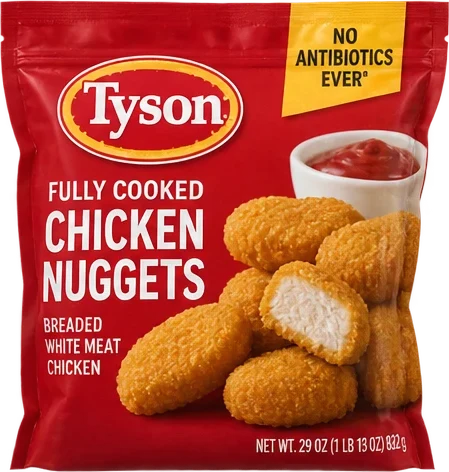 NO
ANTIBIOTICS
EVER*
Tyson
FULLY COOKED
CHICKEN
NUGGETS
BREADED
WHITE MEAT
CHICKEN
NET WT. 29 OZ (1 LB 13 OZ) 832g